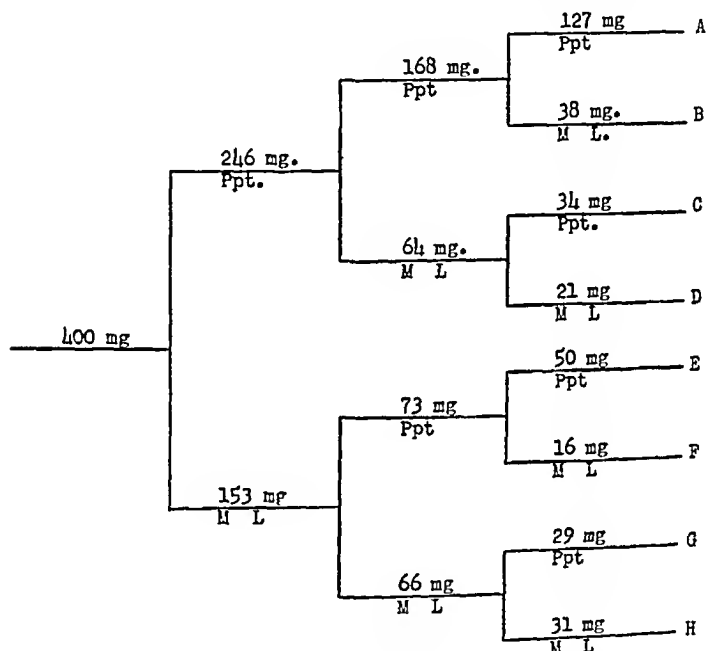 127 mg A
Ppt
168 mg.
Ppt
38 mg. B
M L.
246 mg.
Ppt.
34 mg C
Ppt.
64 mg.
M L
21 mg D
M L
400 mg
50 mg E
Ppt
73 mg
Ppt
16 mg F
M L
153 mg
M L
29 mg G
Ppt
66 mg
M L
31 mg H
M L